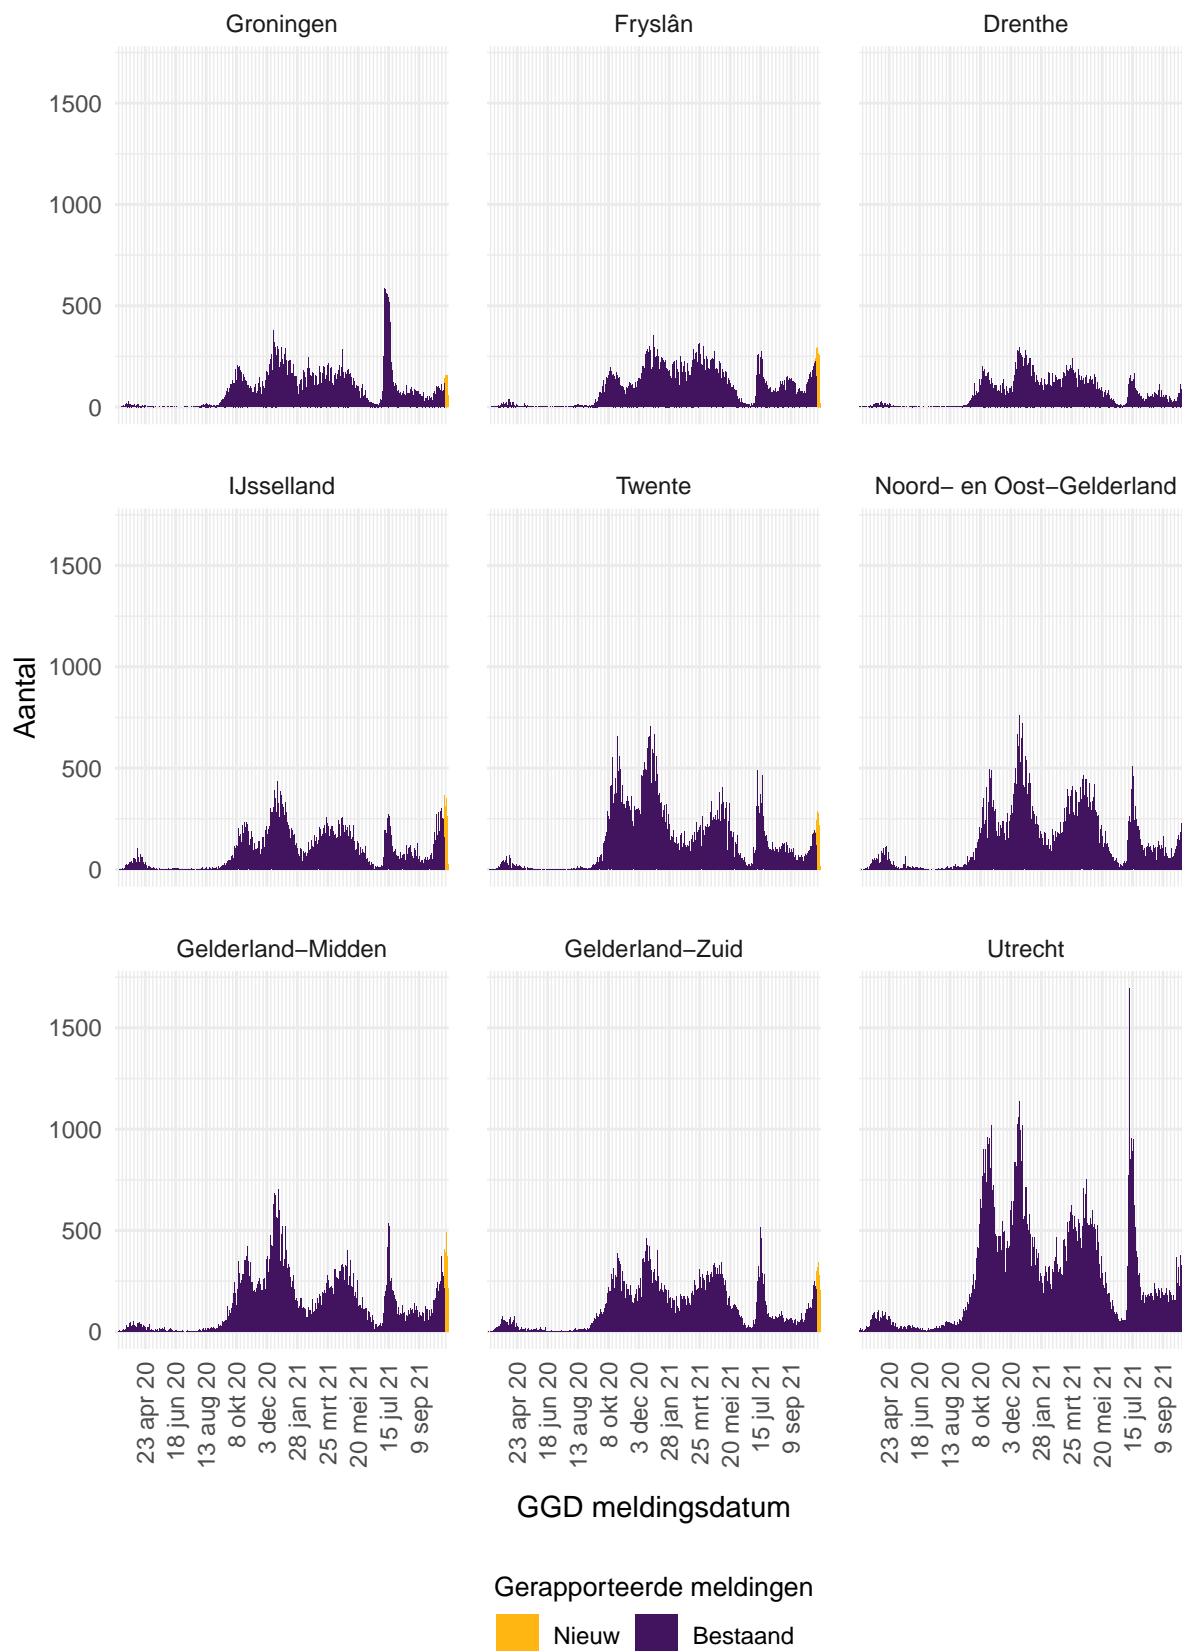 Groningen
Fryslân
Drenthe
1500
1000
500
0
IJsselland
Twente
Noord- en Oost-Gelderland
1500
1000
500
0
Aantal
Gelderland-Midden
Gelderland-Zuid
Utrecht
1500
1000
500
0
23 apr 20
18 jun 20
13 aug 20
8 okt 20
3 dec 20
28 jan 21
25 mrt 21
20 mei 21
15 jul 21
9 sep 21
23 apr 20
18 jun 20
13 aug 20
8 okt 20
3 dec 20
28 jan 21
25 mrt 21
20 mei 21
15 jul 21
9 sep 21
23 apr 20
18 jun 20
13 aug 20
8 okt 20
3 dec 20
28 jan 21
25 mrt 21
20 mei 21
15 jul 21
9 sep 21
GGD meldingsdatum
Gerapporteerde meldingen
Nieuw
Bestaand